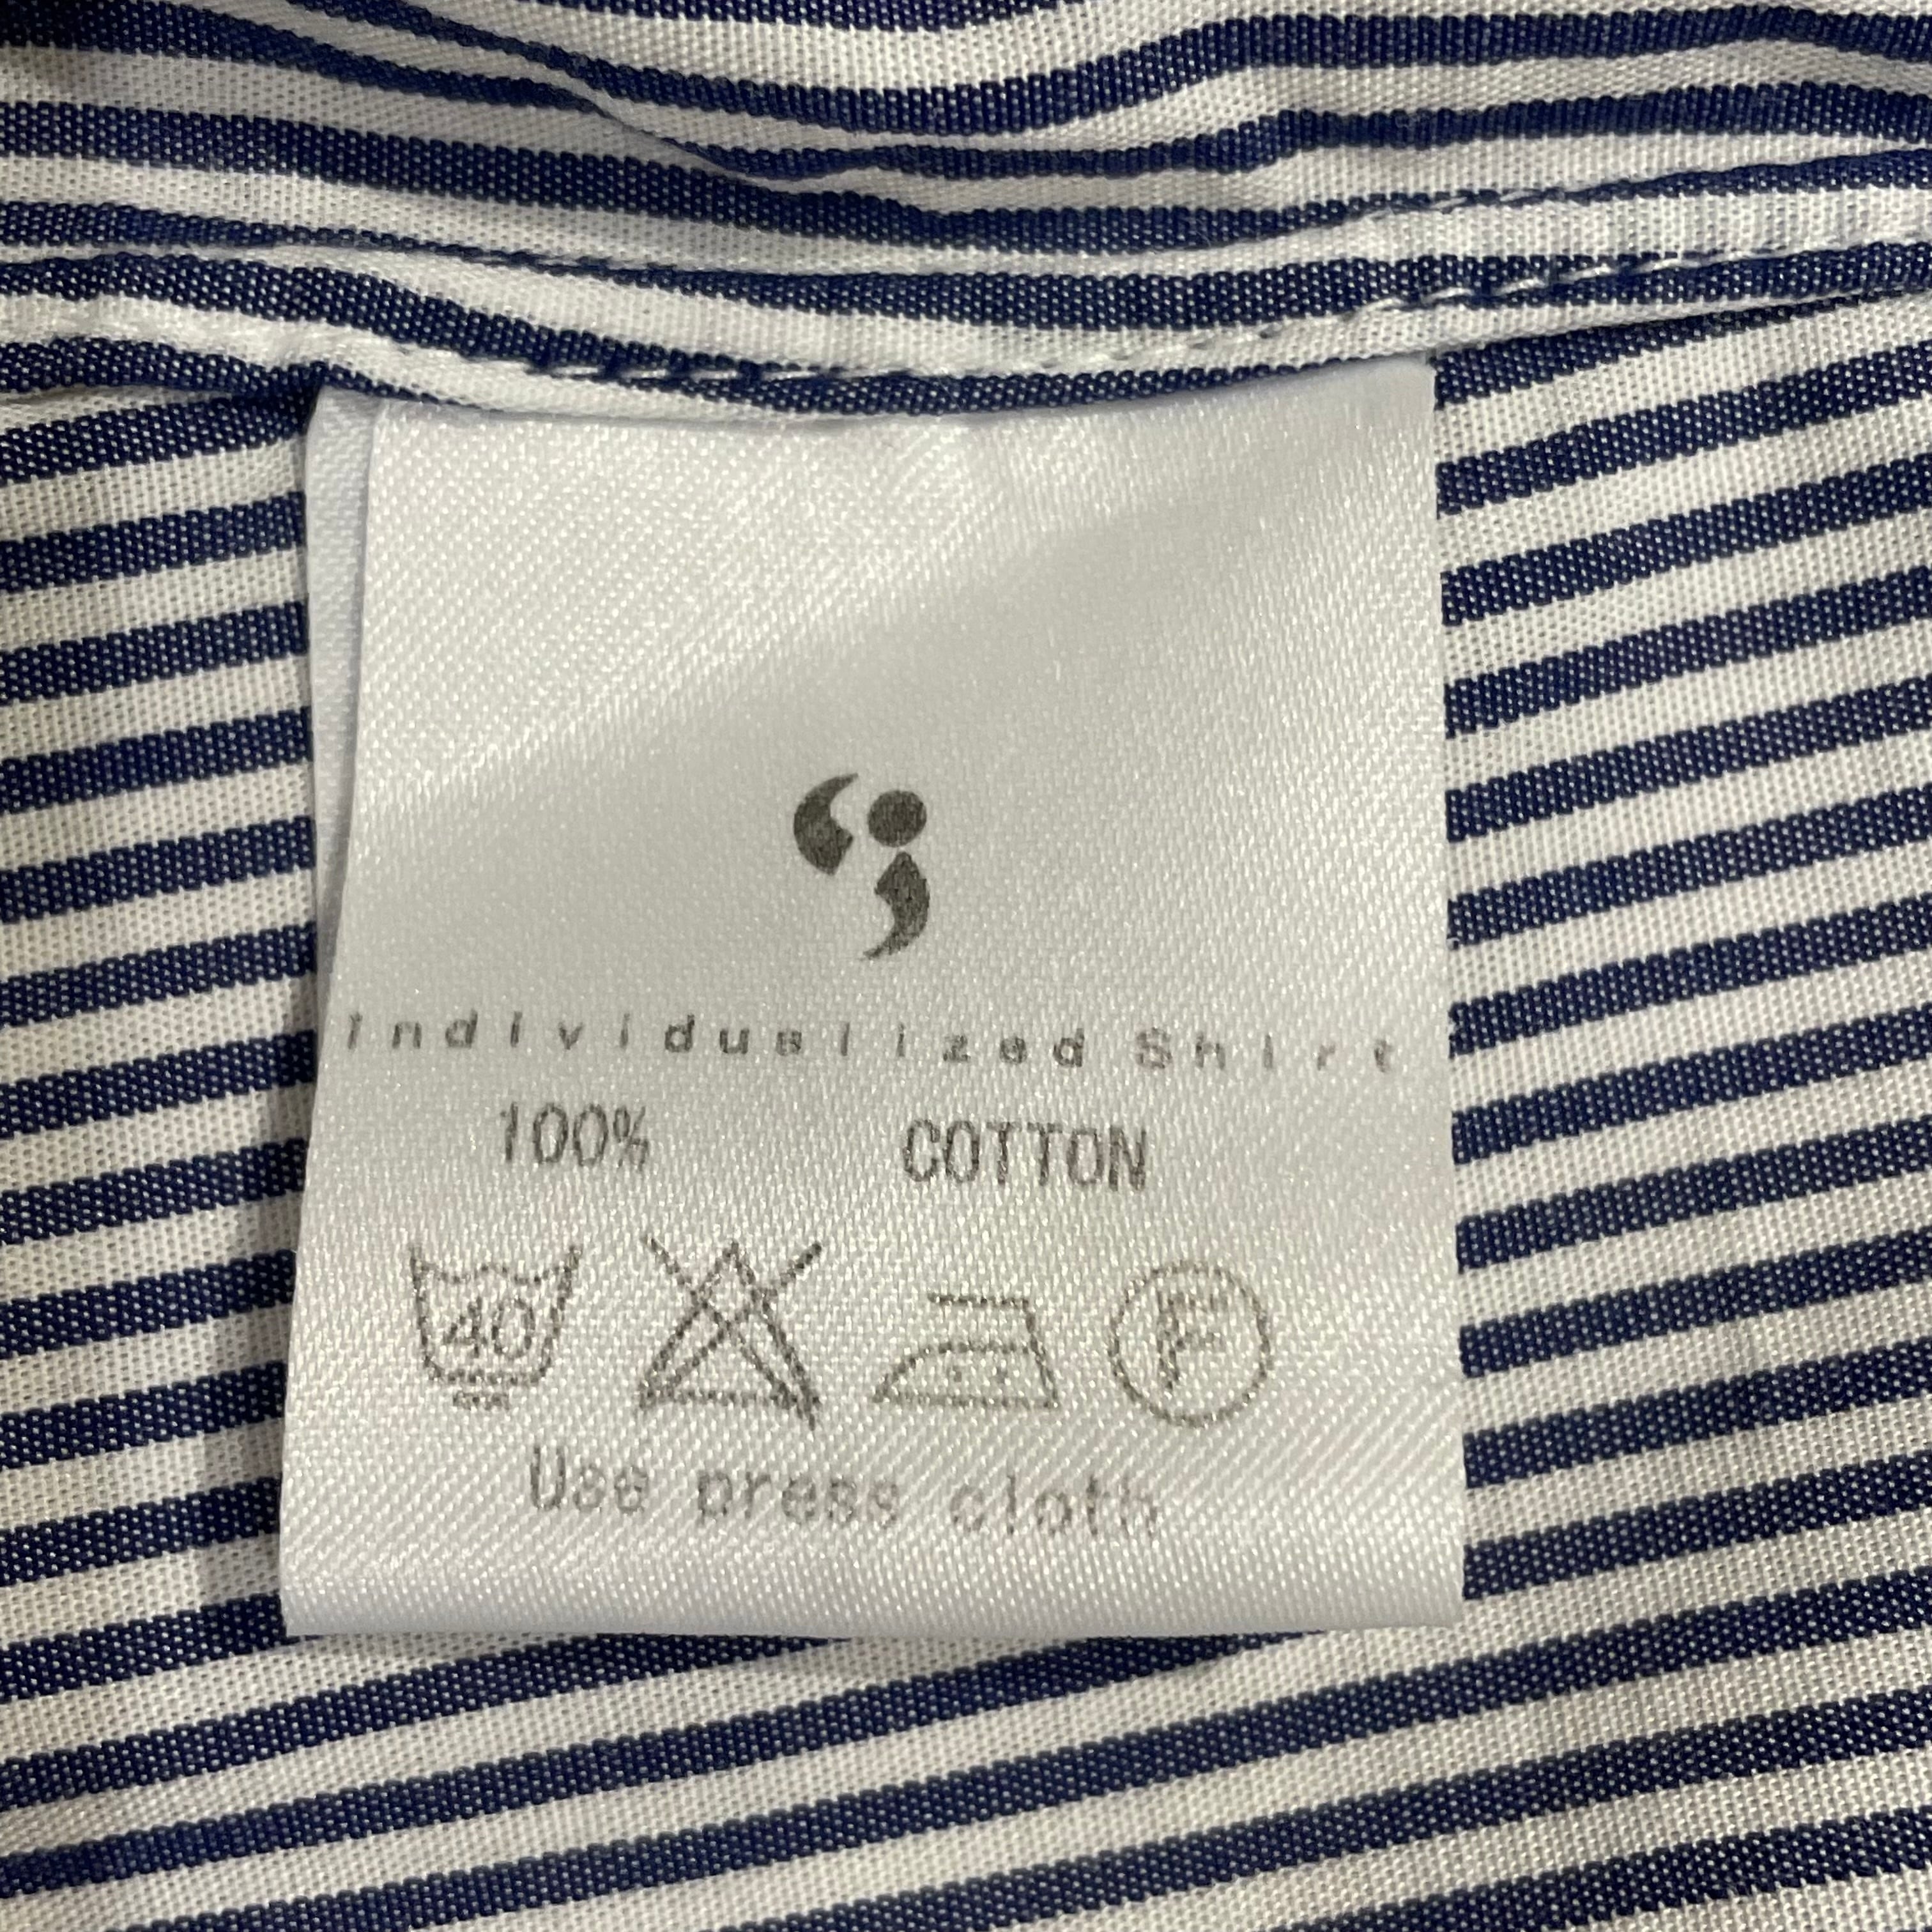 Individualized Shirt
100% COTTON
40 F
Use press cloth